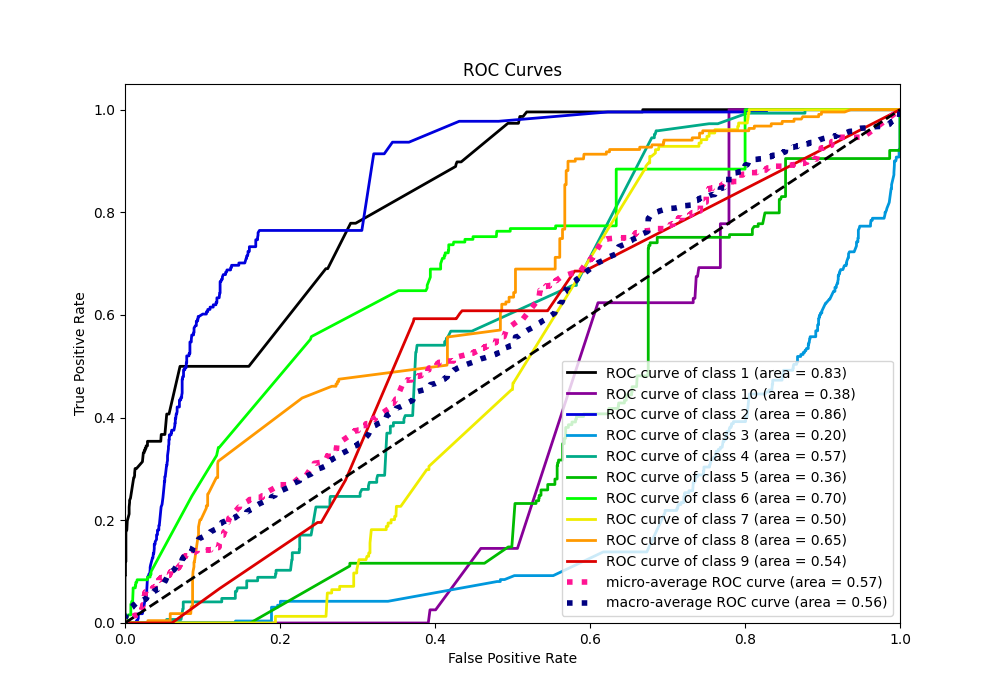 ROC Curves
True Positive Rate
1.0
0.8
0.6
0.4
0.2
0.0
ROC curve of class 1 (area = 0.83)
ROC curve of class 10 (area = 0.38)
ROC curve of class 2 (area = 0.86)
ROC curve of class 3 (area = 0.20)
ROC curve of class 4 (area = 0.57)
ROC curve of class 5 (area = 0.36)
ROC curve of class 6 (area = 0.70)
ROC curve of class 7 (area = 0.50)
ROC curve of class 8 (area = 0.65)
ROC curve of class 9 (area = 0.54)
micro-average ROC curve (area = 0.57)
macro-average ROC curve (area = 0.56)
0.0 0.2 0.4 0.6 0.8 1.0
False Positive Rate